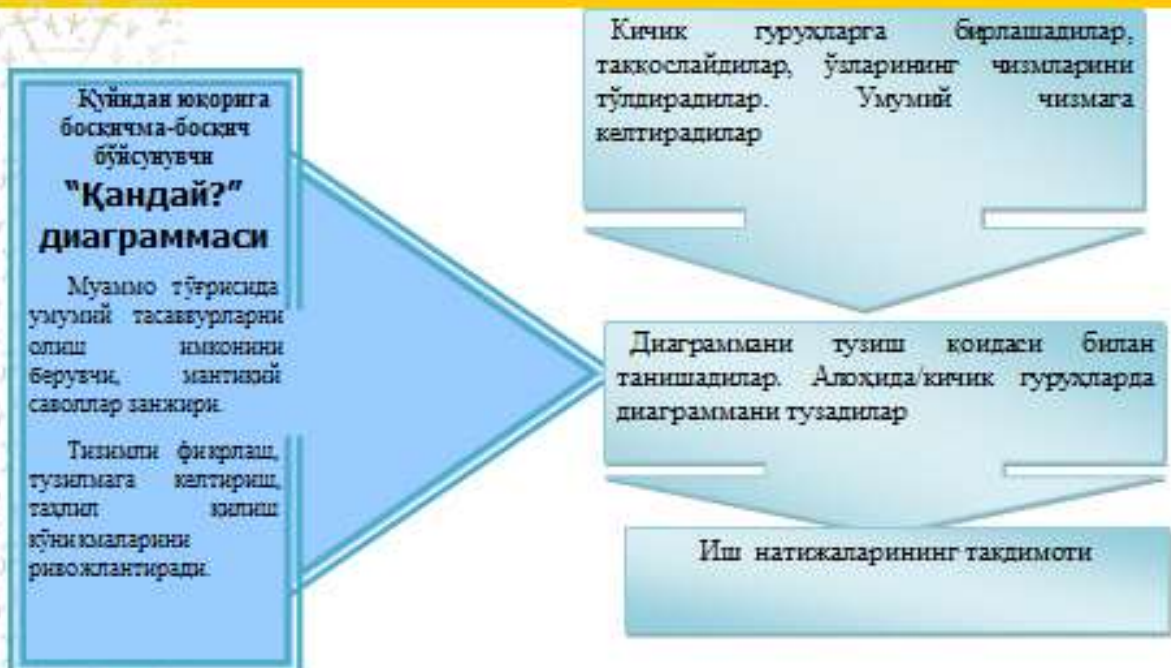 Қуйидан юқорига
босқичма-босқич
бўйсунувчи
“Қандай?”
диаграммаси
Муаммо тўғрисида
умумий тасаввурларни
олиш имконини
берувчи, мантиқий
саволлар занжири.
Тизимли фикрлаш,
тузилмага келтириш,
таҳлил қилиш
кўникмаларини
ривожлантиради.
Кичик гуруҳларга бирлашадилар,
таққослайдилар, ўзларининг чизмларини
тўлдирадилар. Умумий чизмага
келтирадилар
Диаграммани тузиш қоидаси билан
танишадилар. Алоҳида/кичик гуруҳларда
диаграммани тузадилар
Иш натижаларининг тақдимоти